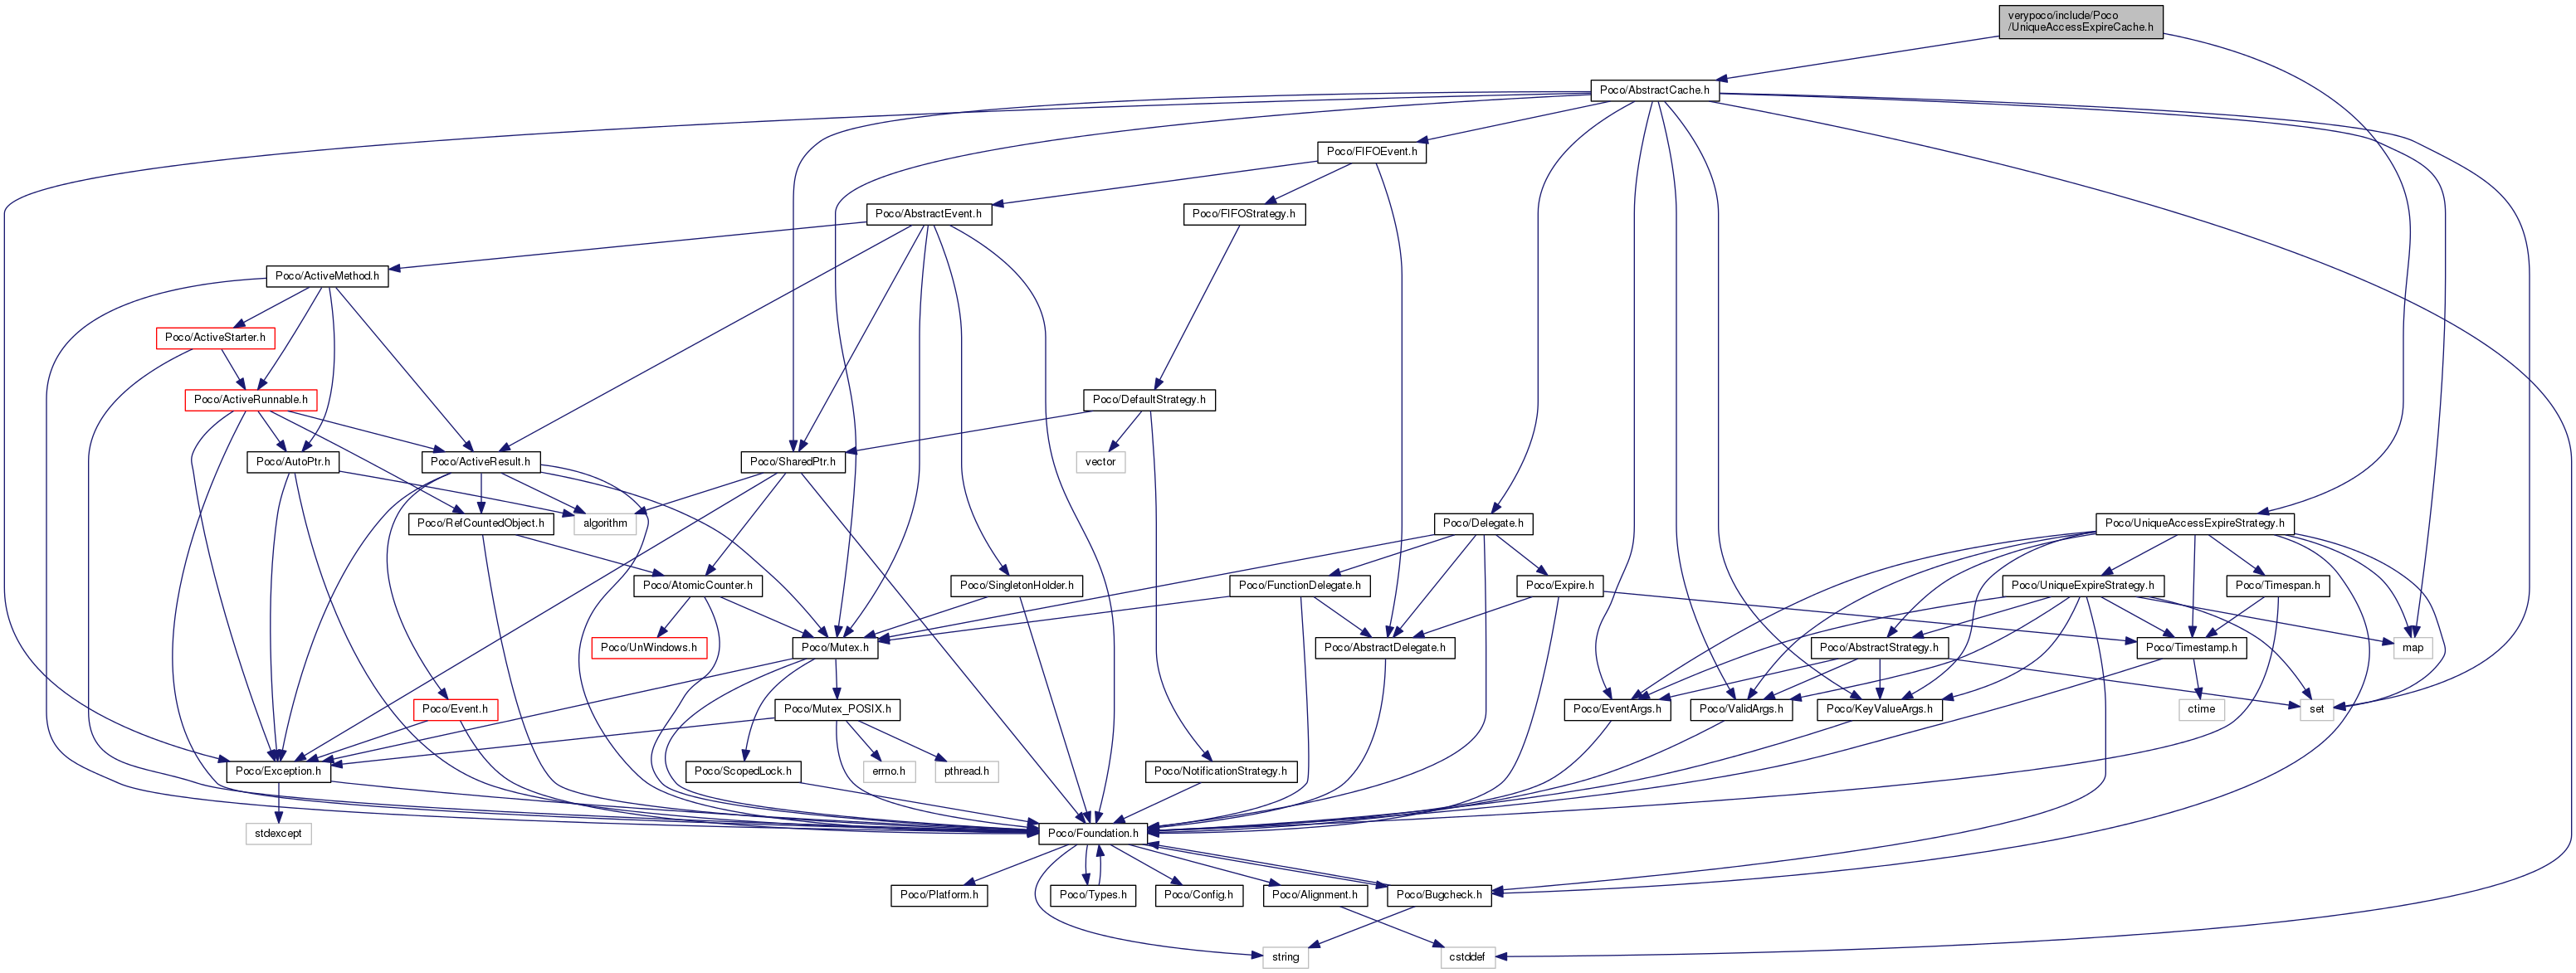 verypoco/include/Poco
/UniqueAccessExpireCache.h
Poco/AbstractCache.h
Poco/FIFOEvent.h
Poco/AbstractEvent.h
Poco/FIFOStrategy.h
Poco/ActiveMethod.h
Poco/ActiveStarter.h
Poco/ActiveRunnable.h
Poco/DefaultStrategy.h
Poco/AutoPtr.h
Poco/ActiveResult.h
Poco/SharedPtr.h
vector
Poco/RefCountedObject.h
algorithm
Poco/Delegate.h
Poco/UniqueAccessExpireStrategy.h
Poco/AtomicCounter.h
Poco/SingletonHolder.h
Poco/FunctionDelegate.h
Poco/Expire.h
Poco/UniqueExpireStrategy.h
Poco/Timespan.h
Poco/UnWindows.h
Poco/Mutex.h
Poco/AbstractDelegate.h
Poco/AbstractStrategy.h
Poco/Timestamp.h
map
Poco/Event.h
Poco/Mutex_POSIX.h
Poco/EventArgs.h
Poco/ValidArgs.h
Poco/KeyValueArgs.h
ctime
set
Poco/Exception.h
Poco/ScopedLock.h
errno.h
pthread.h
Poco/NotificationStrategy.h
stdexcept
Poco/Foundation.h
Poco/Platform.h
Poco/Types.h
Poco/Config.h
Poco/Alignment.h
Poco/Bugcheck.h
string
cstddef